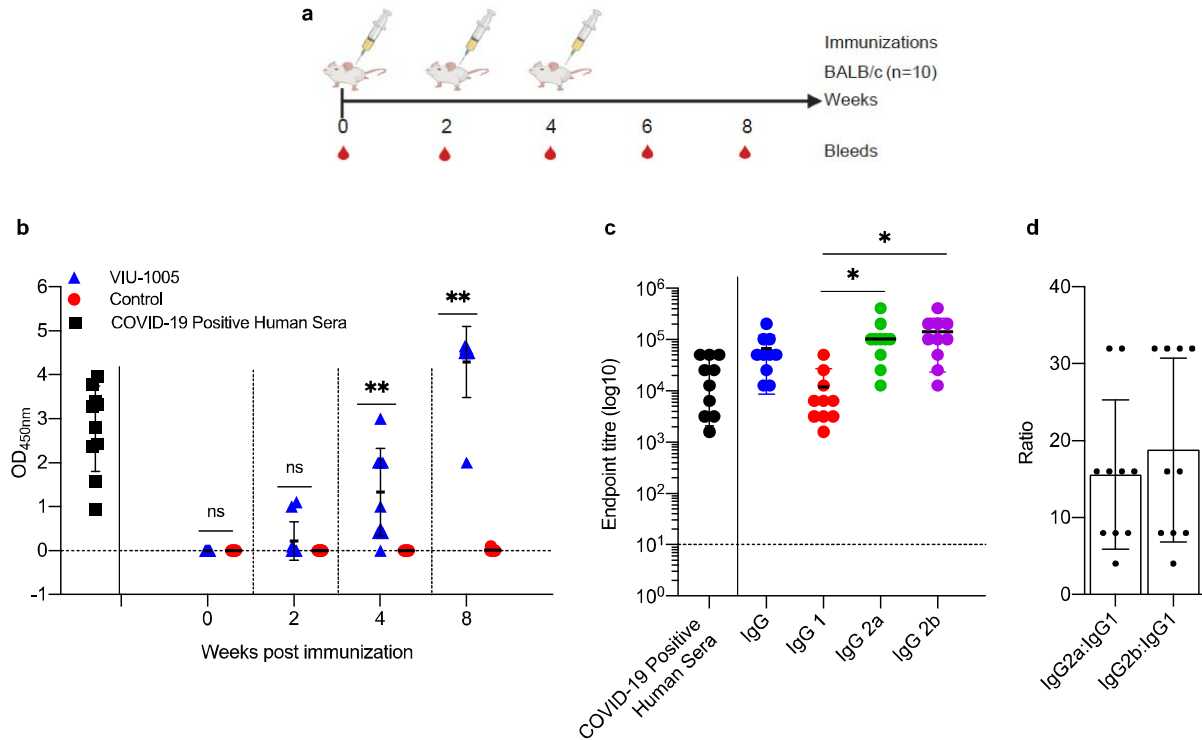 a
Immunizations
BALB/c (n=10)
Weeks
0 2 4 6 8
Bleeds
b
VIU-1005
Control
COVID-19 Positive Human Sera
OD450nm
6
5
4
3
2
1
0
-1
ns
ns
**
**
0 2 4 8
Weeks post immunization
c
*
*
Endpoint titre (log10)
10⁶
10⁵
10⁴
10³
10²
10¹
10⁰
COVID-19 Positive
Human Sera
IgG
IgG 1
IgG 2a
IgG 2b
d
Ratio
40
30
20
10
0
IgG2a:IgG1
IgG2b:IgG1